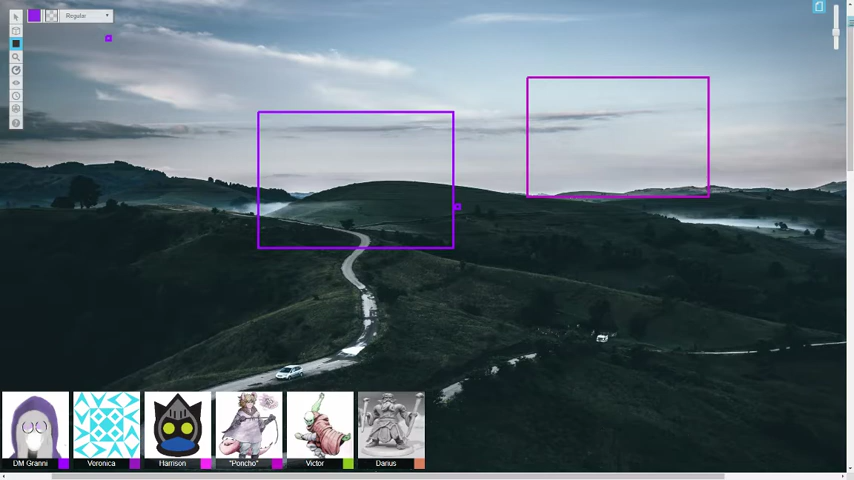 Regular
DM Granni
Veronica
Harrison
"Poncho"
Victor
Darius